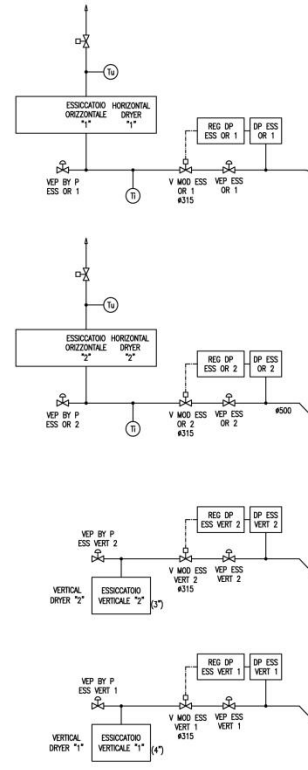 Tu
ESSICCATOIO HORIZONTAL
ORIZZONTALE DRYER
"1" "1"
REG DP
ESS OR 1
DP ESS
OR 1
VEP BY P
ESS OR 1
Ti
V MOD ESS
OR 1
ø315
VEP ESS
OR 1
Tu
ESSICCATOIO HORIZONTAL
ORIZZONTALE DRYER
"2" "2"
REG DP
ESS OR 2
DP ESS
OR 2
VEP BY P
ESS OR 2
Ti
V MOD ESS
OR 2
ø315
VEP ESS
OR 2
ø500
REG DP
ESS VERT 2
DP ESS
VERT 2
VEP BY P
ESS VERT 2
V MOD ESS
VERT 2
ø315
VEP ESS
VERT 2
VERTICAL
DRYER "2"
ESSICCATOIO
VERTICALE "2"
(3°)
REG DP
ESS VERT 1
DP ESS
VERT 1
VEP BY P
ESS VERT 1
V MOD ESS
VERT 1
ø315
VEP ESS
VERT 1
VERTICAL
DRYER "1"
ESSICCATOIO
VERTICALE "1"
(4°)